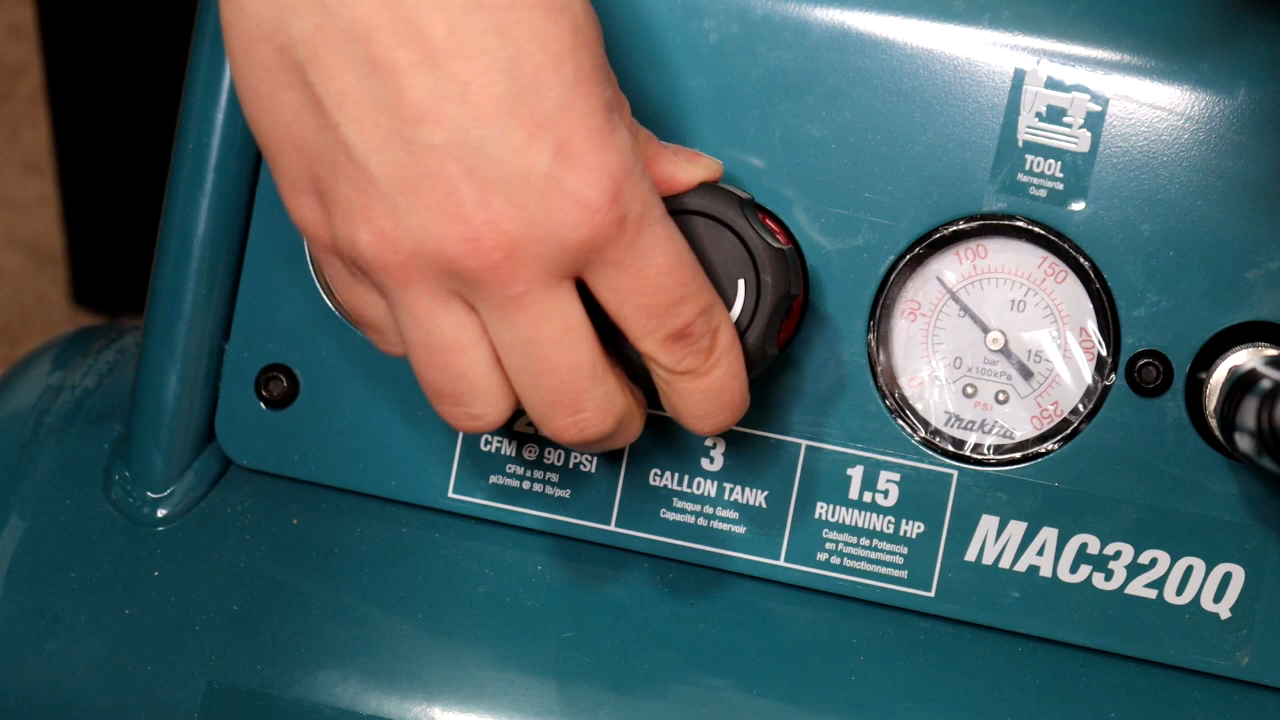 TOOL
Herramienta
Outil
100
150
50
10
5
200
bar
15
0
x100kPa
0
PSI
250
Makita
CFM @ 90 PSI
CFM a 90 PSI
pi3/min @ 90 lb/po2
3
GALLON TANK
Tanque de Galón
Capacité du réservoir
1.5
RUNNING HP
Caballos de Potencia
en Funcionamiento
HP de fonctionnement
MAC320Q